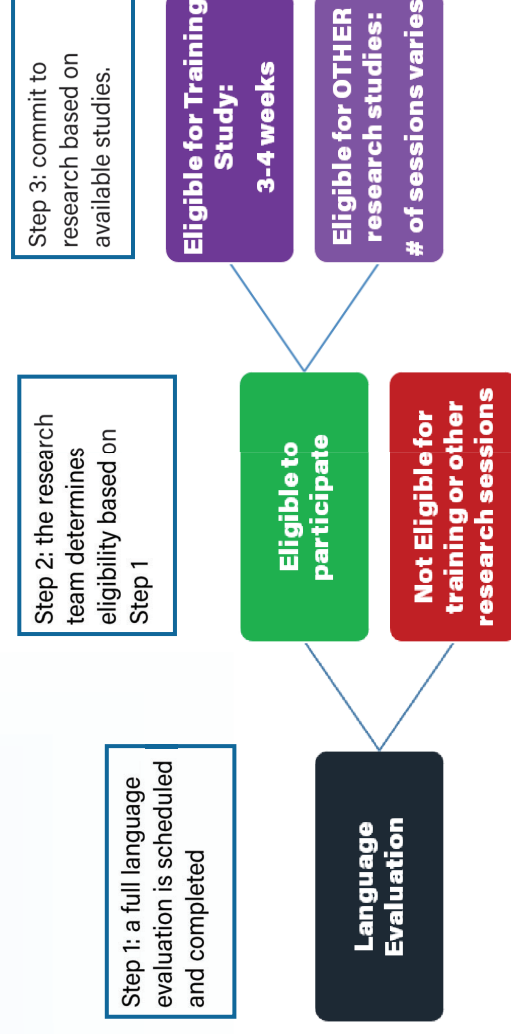 Step 1: a full language
evaluation is scheduled
and completed
Language
Evaluation
Step 2: the research
team determines
eligibility based on
Step 1
Eligible to
participate
Not Eligible for
training or other
research sessions
Step 3: commit to
research based on
available studies.
Eligible for Training
Study:
3-4 weeks
Eligible for OTHER
research studies:
# of sessions varies